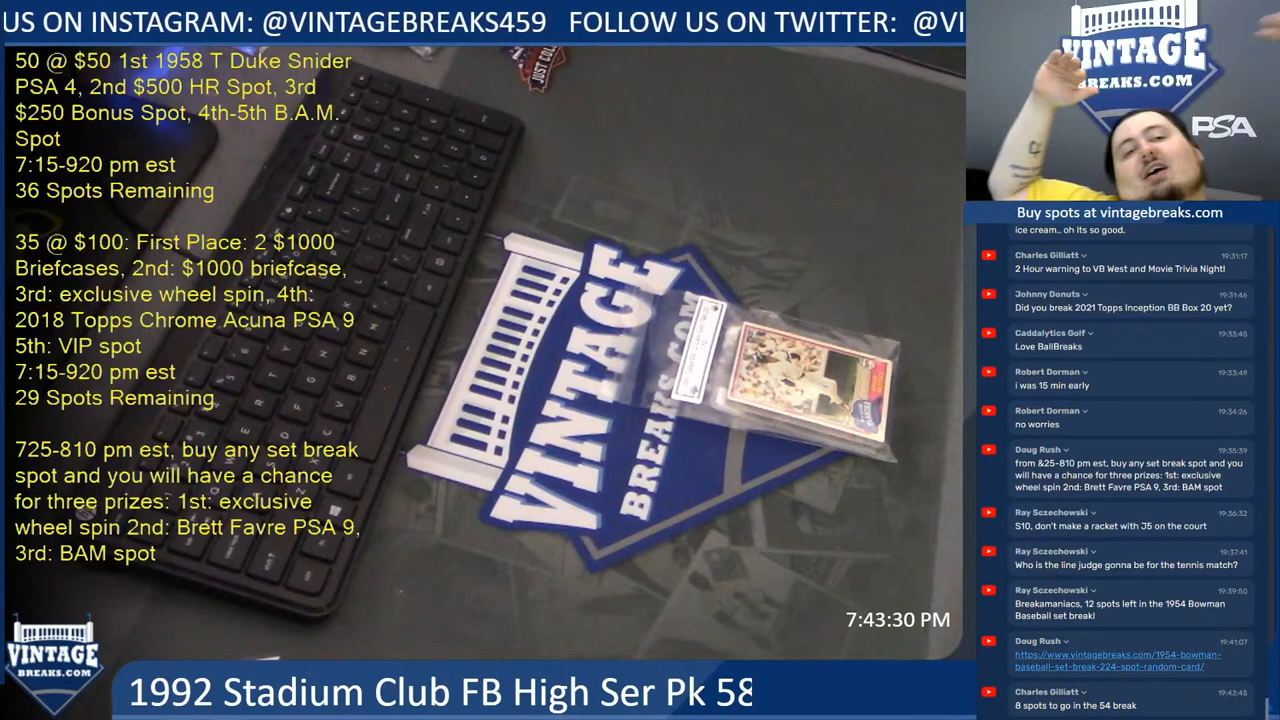 US ON INSTAGRAM: @VINTAGEBREAKS459 FOLLOW US ON TWITTER: @VI
50 @ $50 1st 1958 T Duke Snider
PSA 4, 2nd $500 HR Spot, 3rd
$250 Bonus Spot, 4th-5th B.A.M.
Spot
7:15-920 pm est
36 Spots Remaining
35 @ $100: First Place: 2 $1000
Briefcases, 2nd: $1000 briefcase,
3rd: exclusive wheel spin, 4th:
2018 Topps Chrome Acuna PSA 9
5th: VIP spot
7:15-920 pm est
29 Spots Remaining
725-810 pm est, buy any set break
spot and you will have a chance
for three prizes: 1st: exclusive
wheel spin 2nd: Brett Favre PSA 9,
3rd: BAM spot
JUST COL
VINTAGE
BREAKS.COM
7:43:30 PM
VINTAGE
BREAKS.COM
1992 Stadium Club FB High Ser Pk 58
VINTAGE
BREAKS.COM
PSA
Buy spots at vintagebreaks.com
ice cream.. oh its so good.
Charles Gilliatt 19:31:17
2 Hour warning to VB West and Movie Trivia Night!
Johnny Donuts 19:31:46
Did you break 2021 Topps Inception BB Box 20 yet?
Caddalytics Golf 19:33:45
Love BallBreaks
Robert Dorman 19:33:49
i was 15 min early
Robert Dorman 19:34:26
no worries
Doug Rush 19:35:39
from &25-810 pm est, buy any set break spot and you
will have a chance for three prizes: 1st: exclusive
wheel spin 2nd: Brett Favre PSA 9, 3rd: BAM spot
Ray Sczechowski 19:36:32
S10, don't make a racket with J5 on the court
Ray Sczechowski 19:37:41
Who is the line judge gonna be for the tennis match?
Ray Sczechowski 19:39:50
Breakamaniacs, 12 spots left in the 1954 Bowman
Baseball set break!
Doug Rush 19:41:07
https://www.vintagebreaks.com/1954-bowman-
baseball-set-break-224-spot-random-card/
Charles Gilliatt 19:42:45
8 spots to go in the 54 break